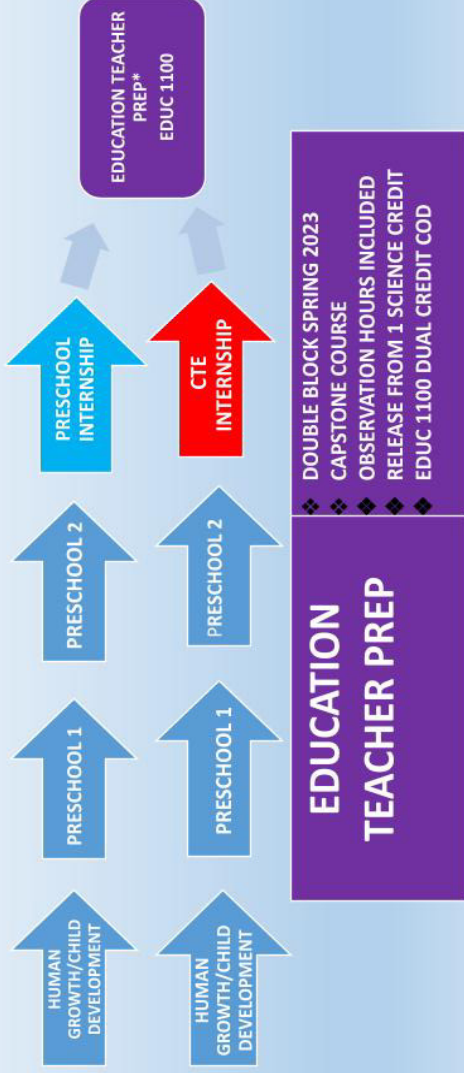 HUMAN
GROWTH/CHILD
DEVELOPMENT
PRESCHOOL 1
PRESCHOOL 2
PRESCHOOL
INTERNSHIP
EDUCATION TEACHER
PREP*
EDUC 1100
HUMAN
GROWTH/CHILD
DEVELOPMENT
PRESCHOOL 1
PRESCHOOL 2
CTE
INTERNSHIP
EDUCATION
TEACHER PREP
❖ DOUBLE BLOCK SPRING 2023
❖ CAPSTONE COURSE
❖ OBSERVATION HOURS INCLUDED
❖ RELEASE FROM 1 SCIENCE CREDIT
❖ EDUC 1100 DUAL CREDIT COD